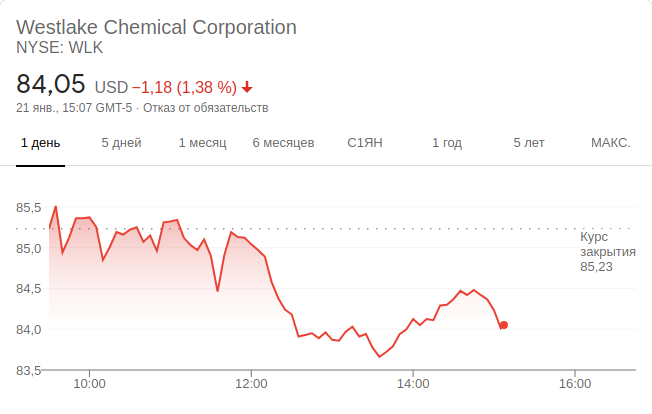 Westlake Chemical Corporation
NYSE: WLK
84,05 USD −1,18 (1,38 %)
21 янв., 15:07 GMT-5 · Отказ от обязательств
1 день 5 дней 1 месяц 6 месяцев С1ЯН 1 год 5 лет МАКС.
85,5
85,0
84,5
84,0
83,5
Курс
закрытия
85,23
10:00 12:00 14:00 16:00